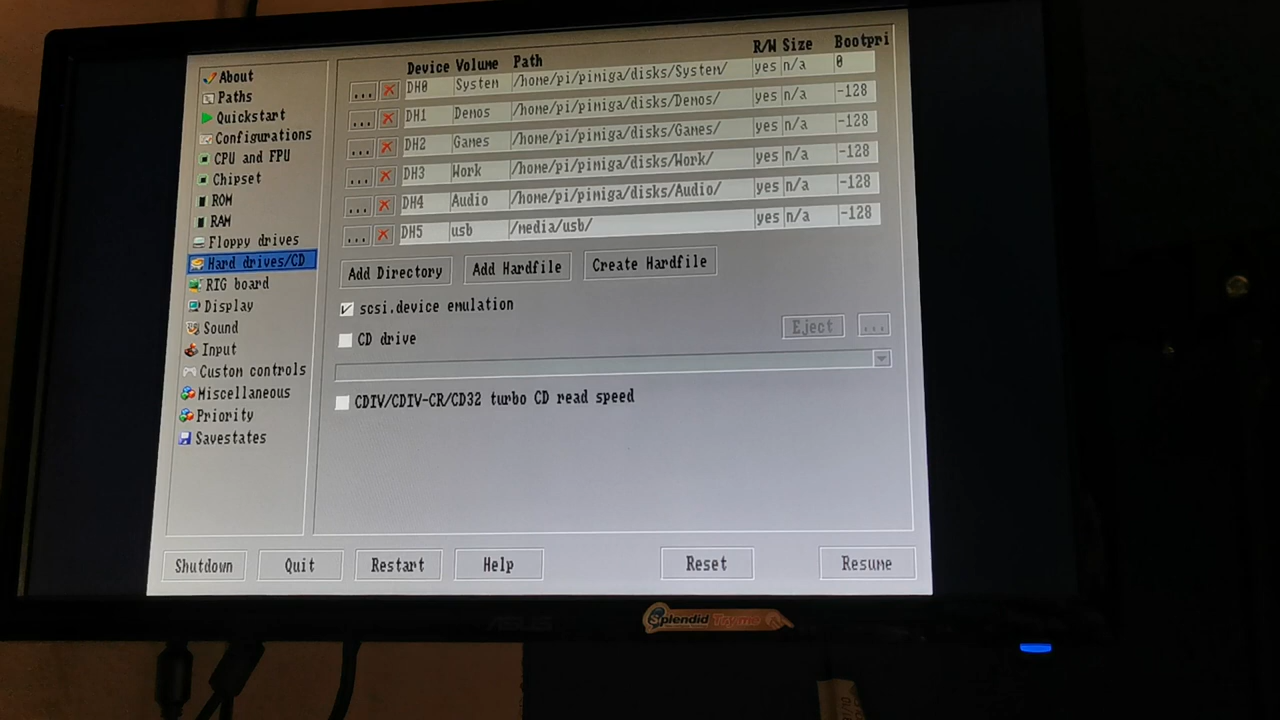 About
Paths
Quickstart
Configurations
CPU and FPU
Chipset
ROM
RAM
Floppy drives
Hard drives/CD
RIG board
Display
Sound
Input
Custom controls
Miscellaneous
Priority
Savestates
Device Volume Path R/W Size Bootpri
... DH0 System /home/pi/piniga/disks/System/ yes n/a 0
... DH1 Demos /home/pi/piniga/disks/Demos/ yes n/a -128
... DH2 Games /home/pi/piniga/disks/Games/ yes n/a -128
... DH3 Work /home/pi/piniga/disks/Work/ yes n/a -128
... DH4 Audio /home/pi/piniga/disks/Audio/ yes n/a -128
... DH5 usb /media/usb/ yes n/a -128
Add Directory Add Hardfile Create Hardfile
scsi.device emulation
CD drive Eject ...
CDIV/CDIV-CR/CD32 turbo CD read speed
Shutdown Quit Restart Help Reset Resume
ASUS
Splendid Try me